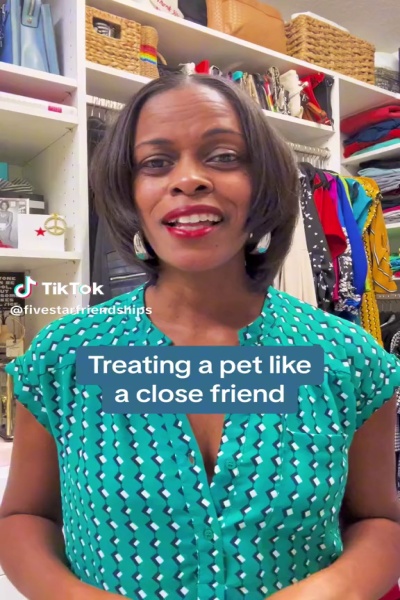 TikTok
@fivestarfriendships
Treating a pet like
a close friend